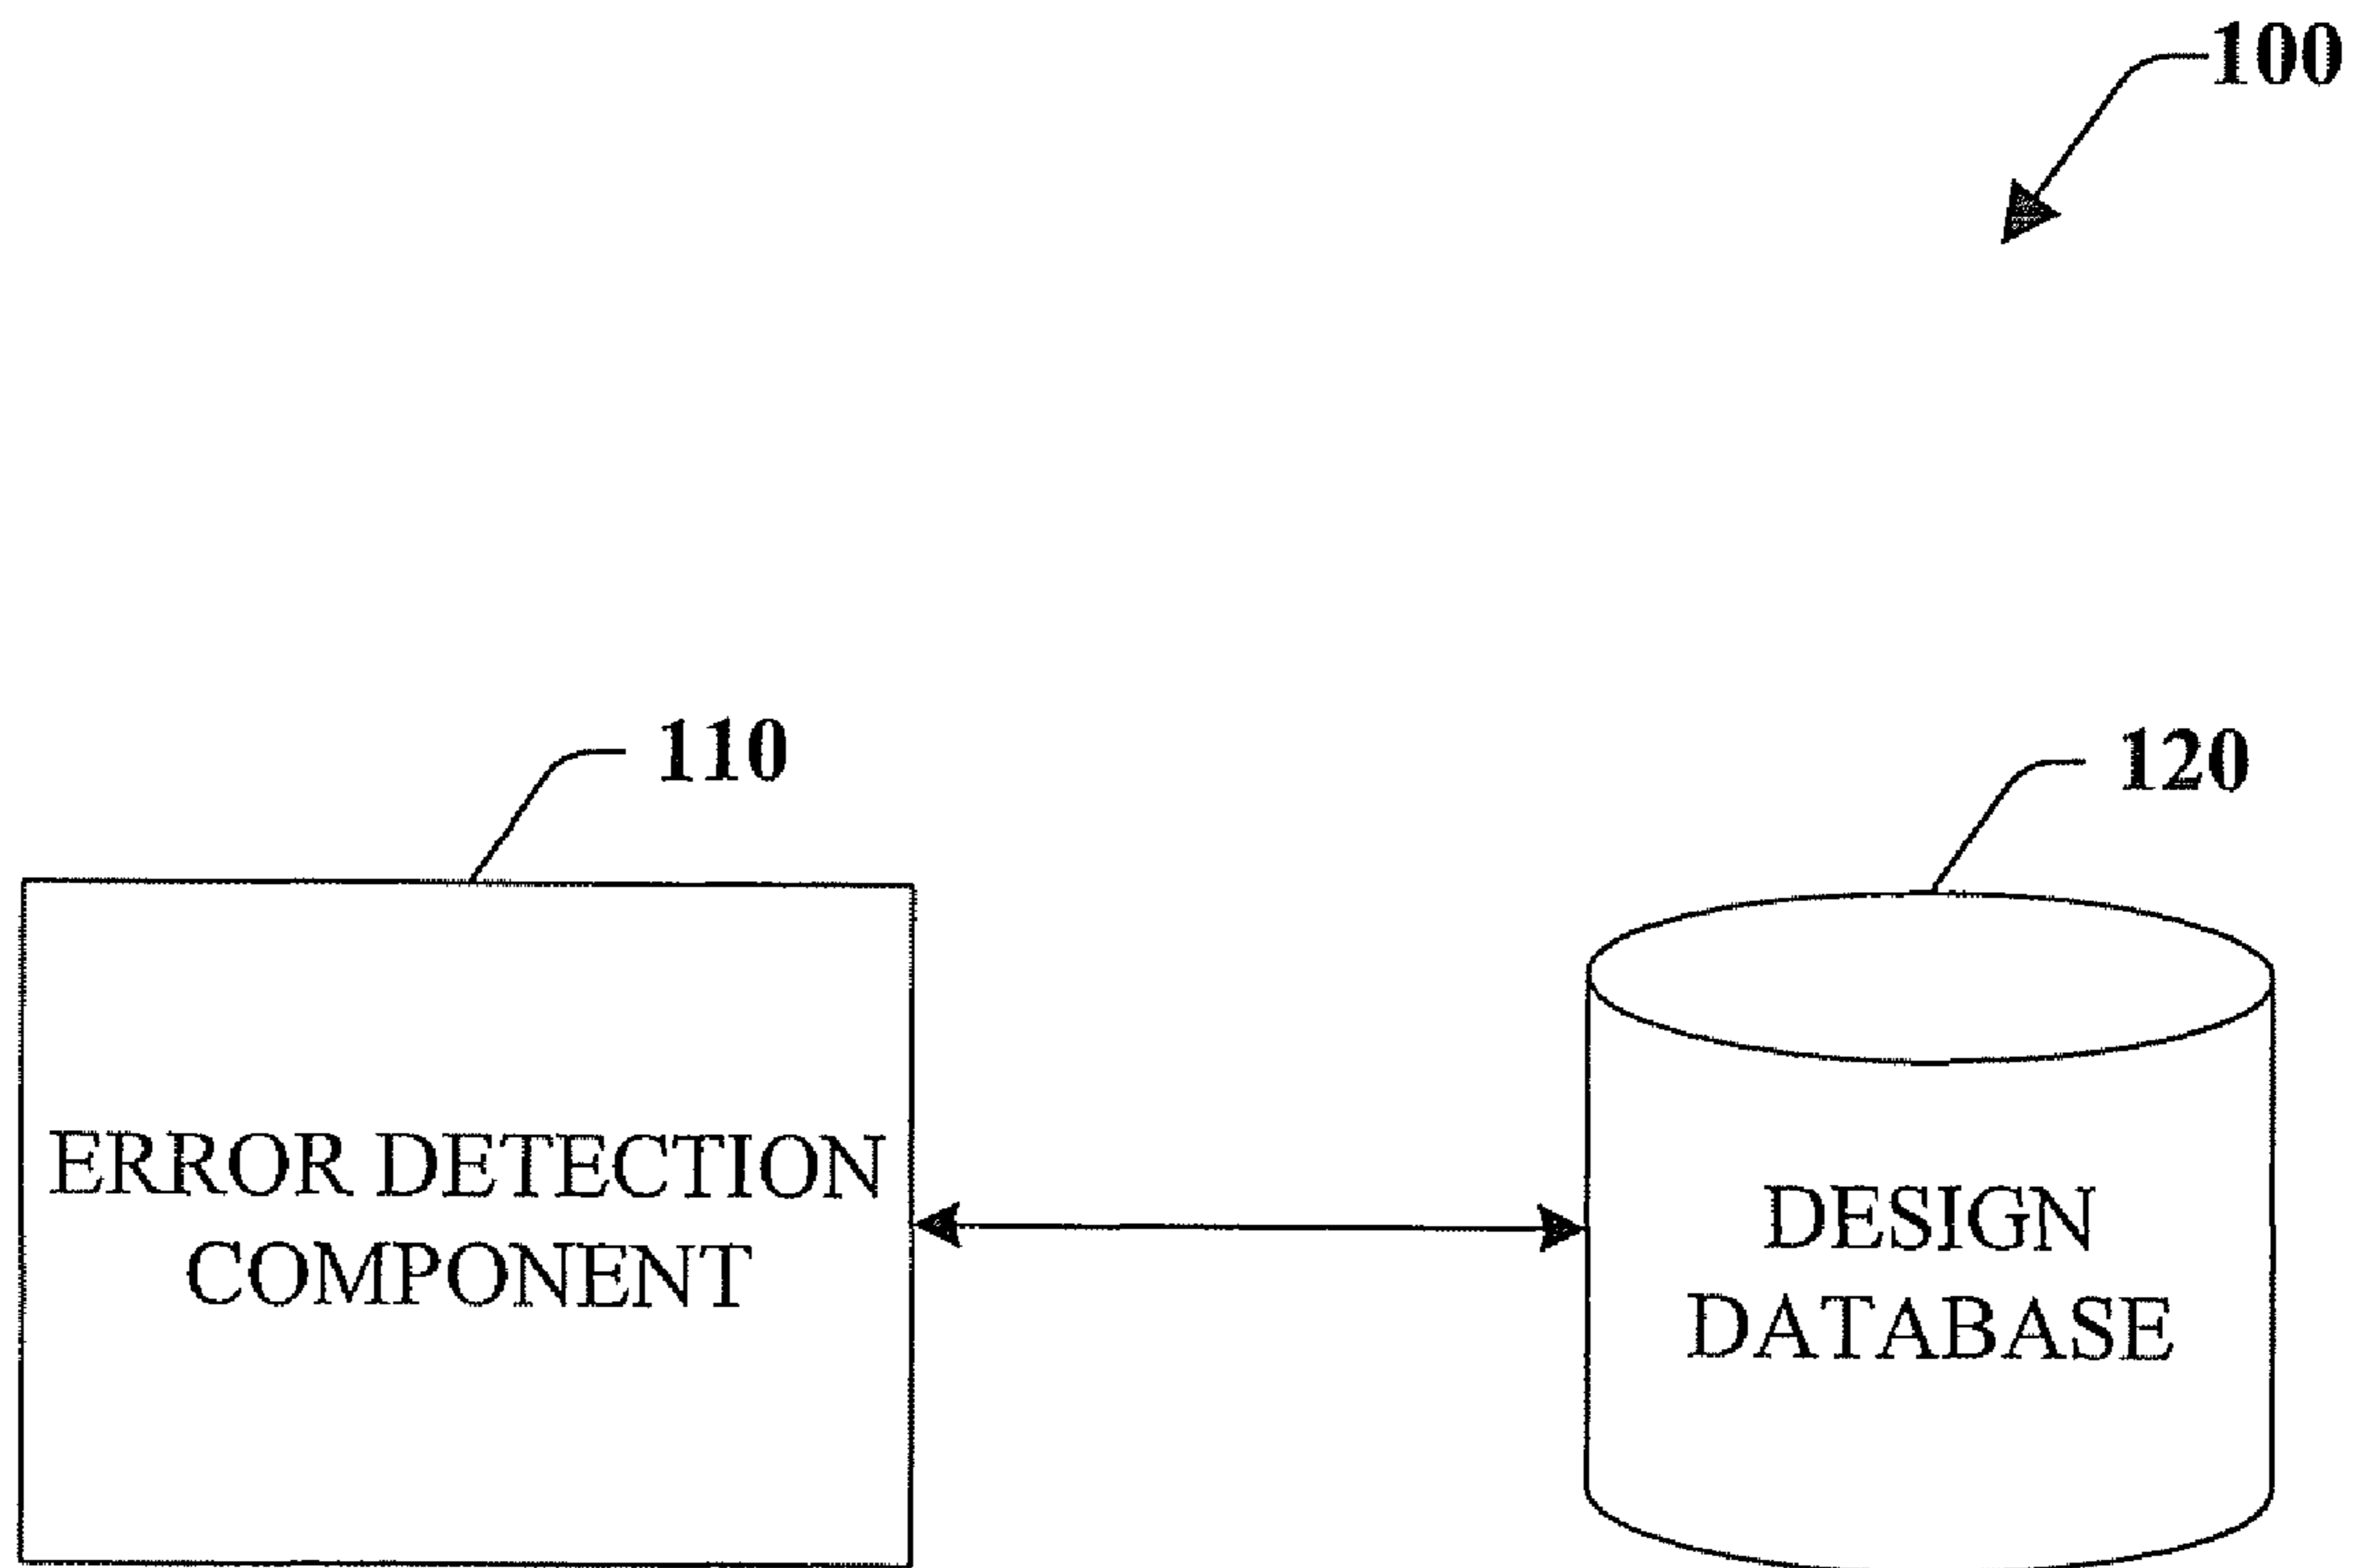 100
110
120
ERROR DETECTION
COMPONENT
DESIGN
DATABASE